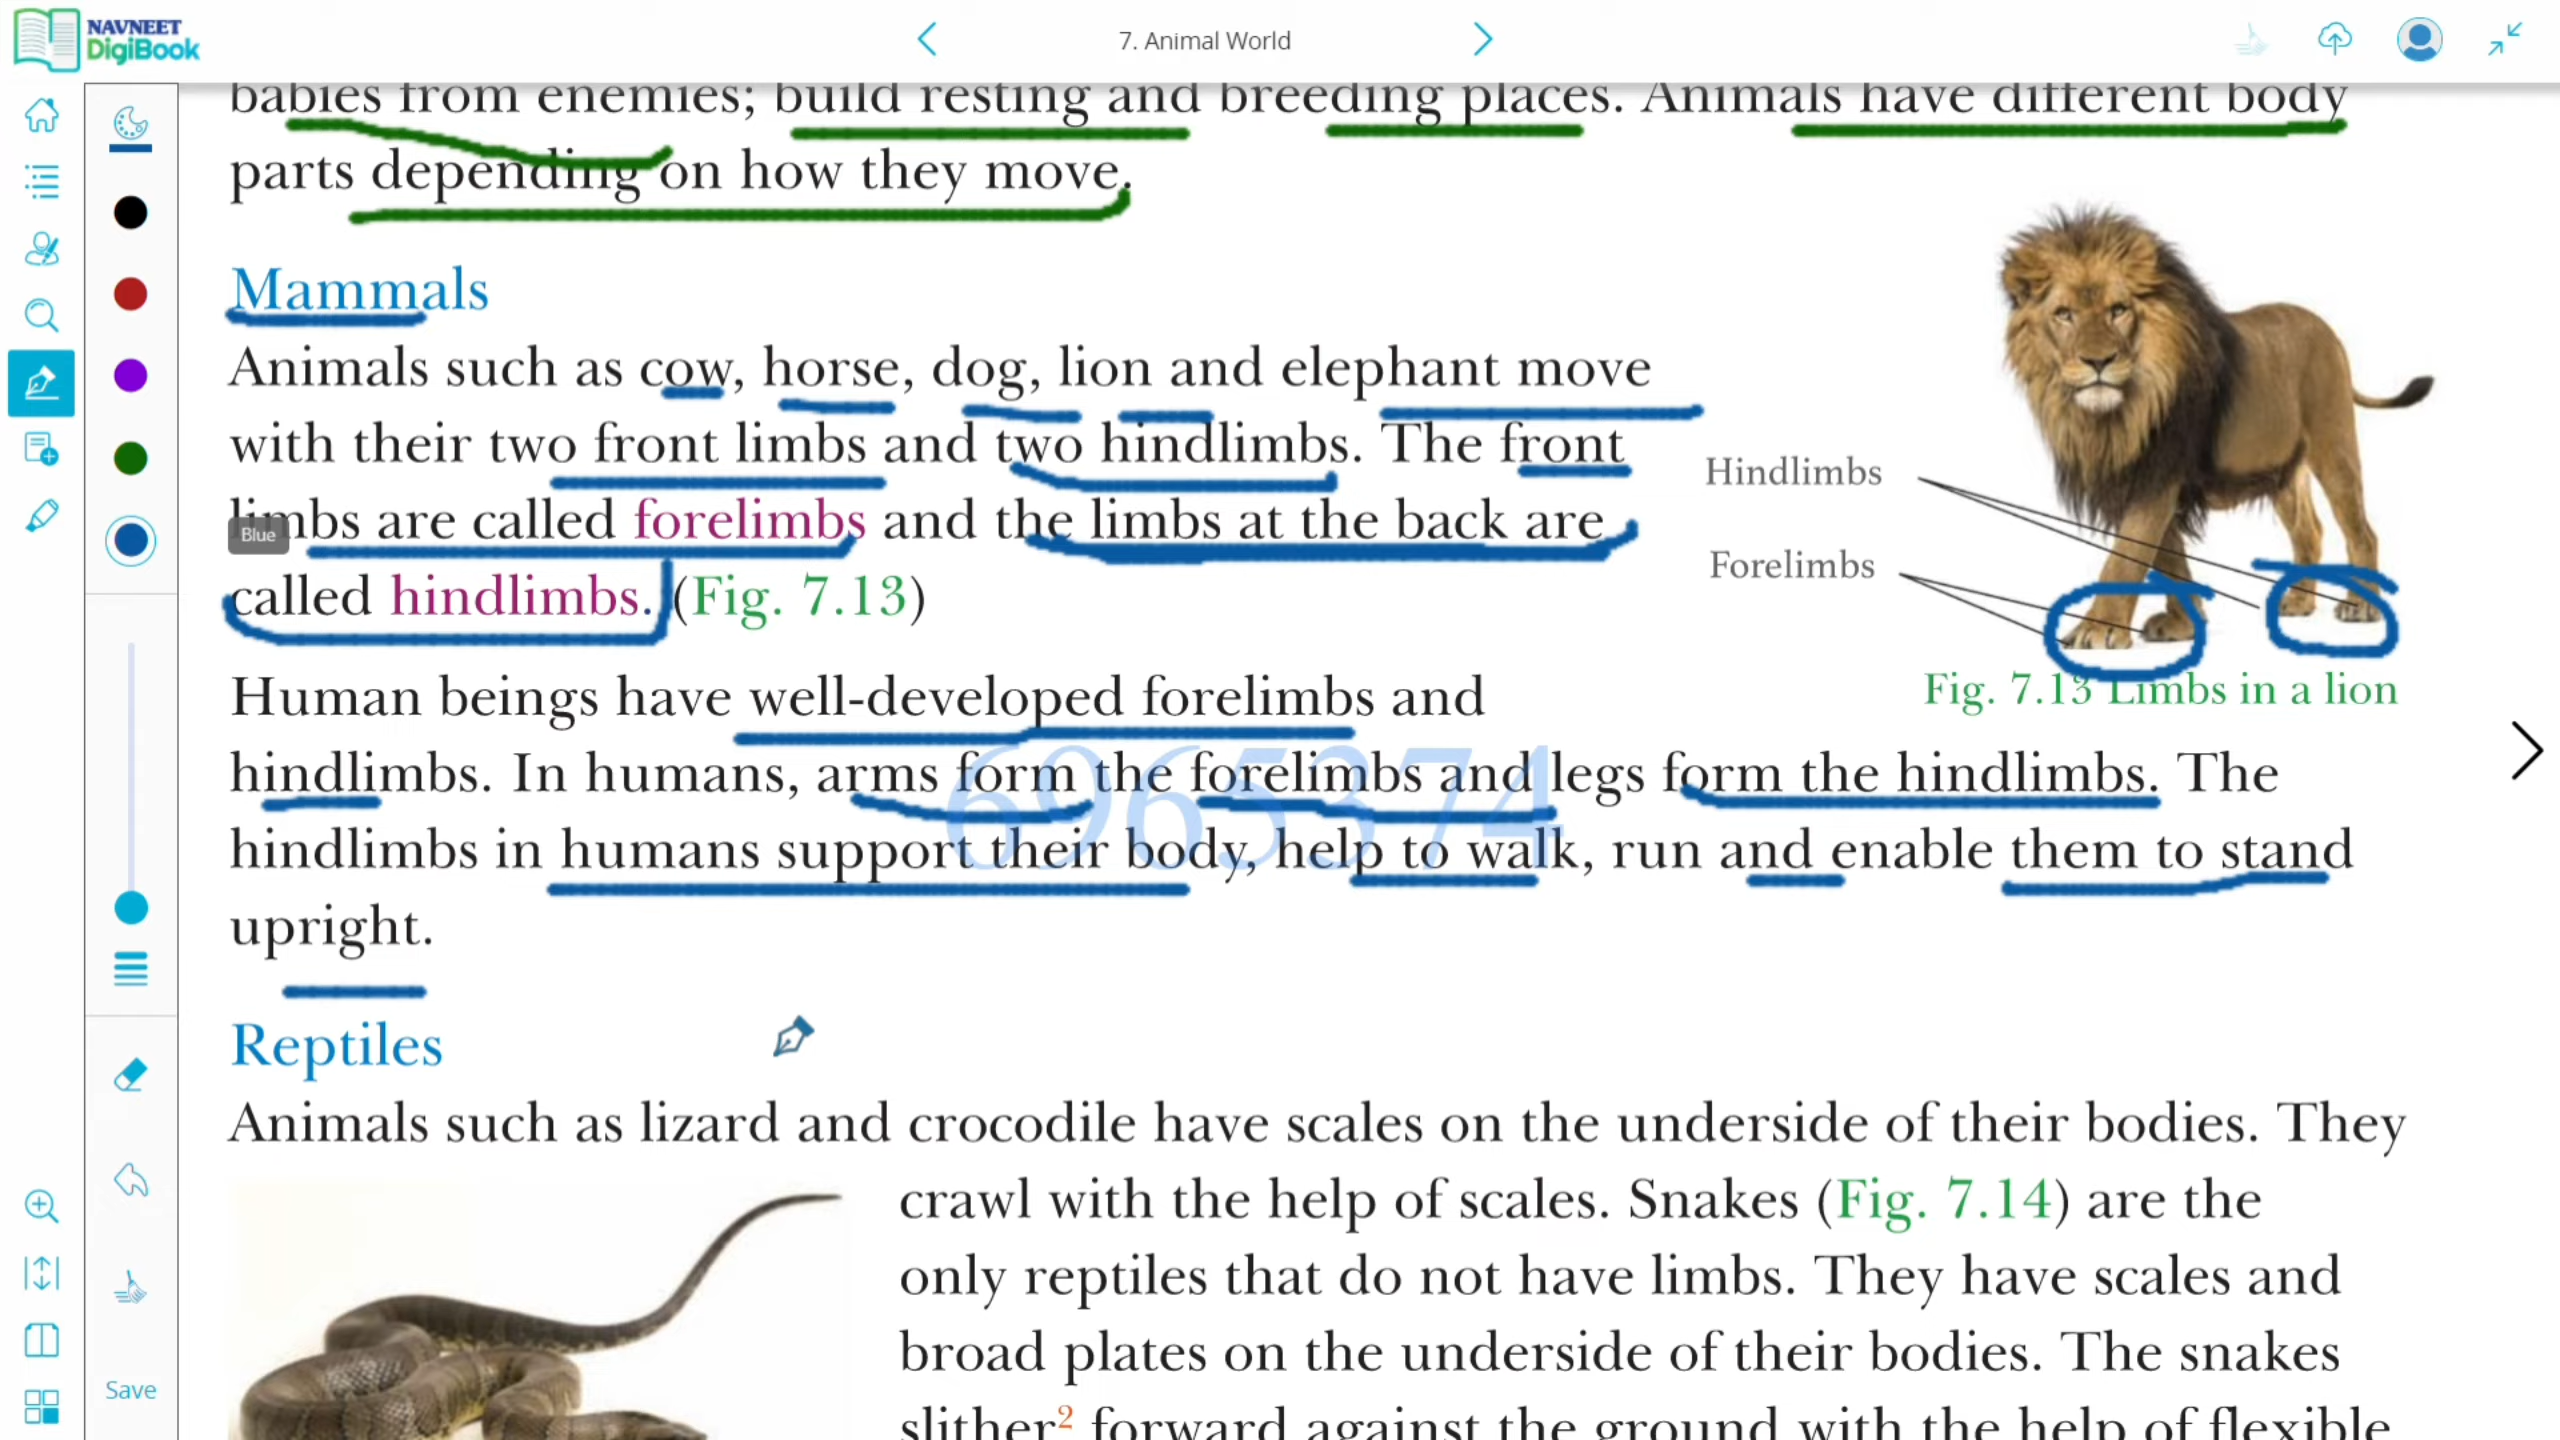 NAVNEET
DigiBook
7. Animal World
babies from enemies; build resting and breeding places. Animals have different body
parts depending on how they move.
Mammals
Animals such as cow, horse, dog, lion and elephant move
with their two front limbs and two hindlimbs. The front
limbs are called forelimbs and the limbs at the back are
called hindlimbs. (Fig. 7.13)
Blue
Hindlimbs
Forelimbs
Fig. 7.13 Limbs in a lion
Human beings have well-developed forelimbs and
hindlimbs. In humans, arms form the forelimbs and legs form the hindlimbs. The
hindlimbs in humans support their body, help to walk, run and enable them to stand
upright.
6965374
Reptiles
Animals such as lizard and crocodile have scales on the underside of their bodies. They
crawl with the help of scales. Snakes (Fig. 7.14) are the
only reptiles that do not have limbs. They have scales and
broad plates on the underside of their bodies. The snakes
slither² forward against the ground with the help of flexible
Save